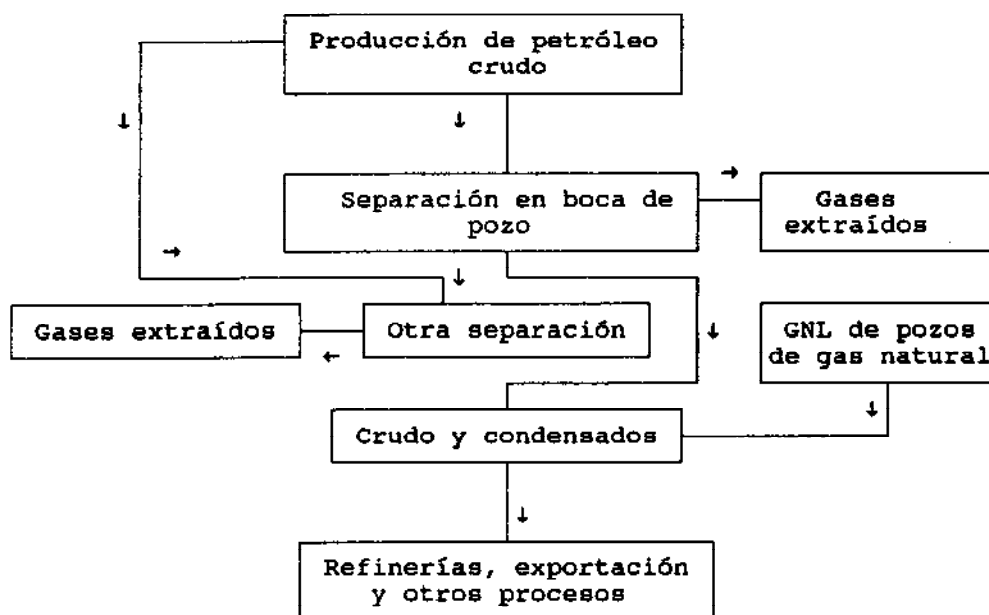 Producción de petróleo
crudo
↓
↓
Separación en boca de
pozo
→
Gases
extraídos
→
↓
Gases extraídos
←
Otra separación
↓
GNL de pozos
de gas natural
↓
Crudo y condensados
↓
Refinerías, exportación
y otros procesos